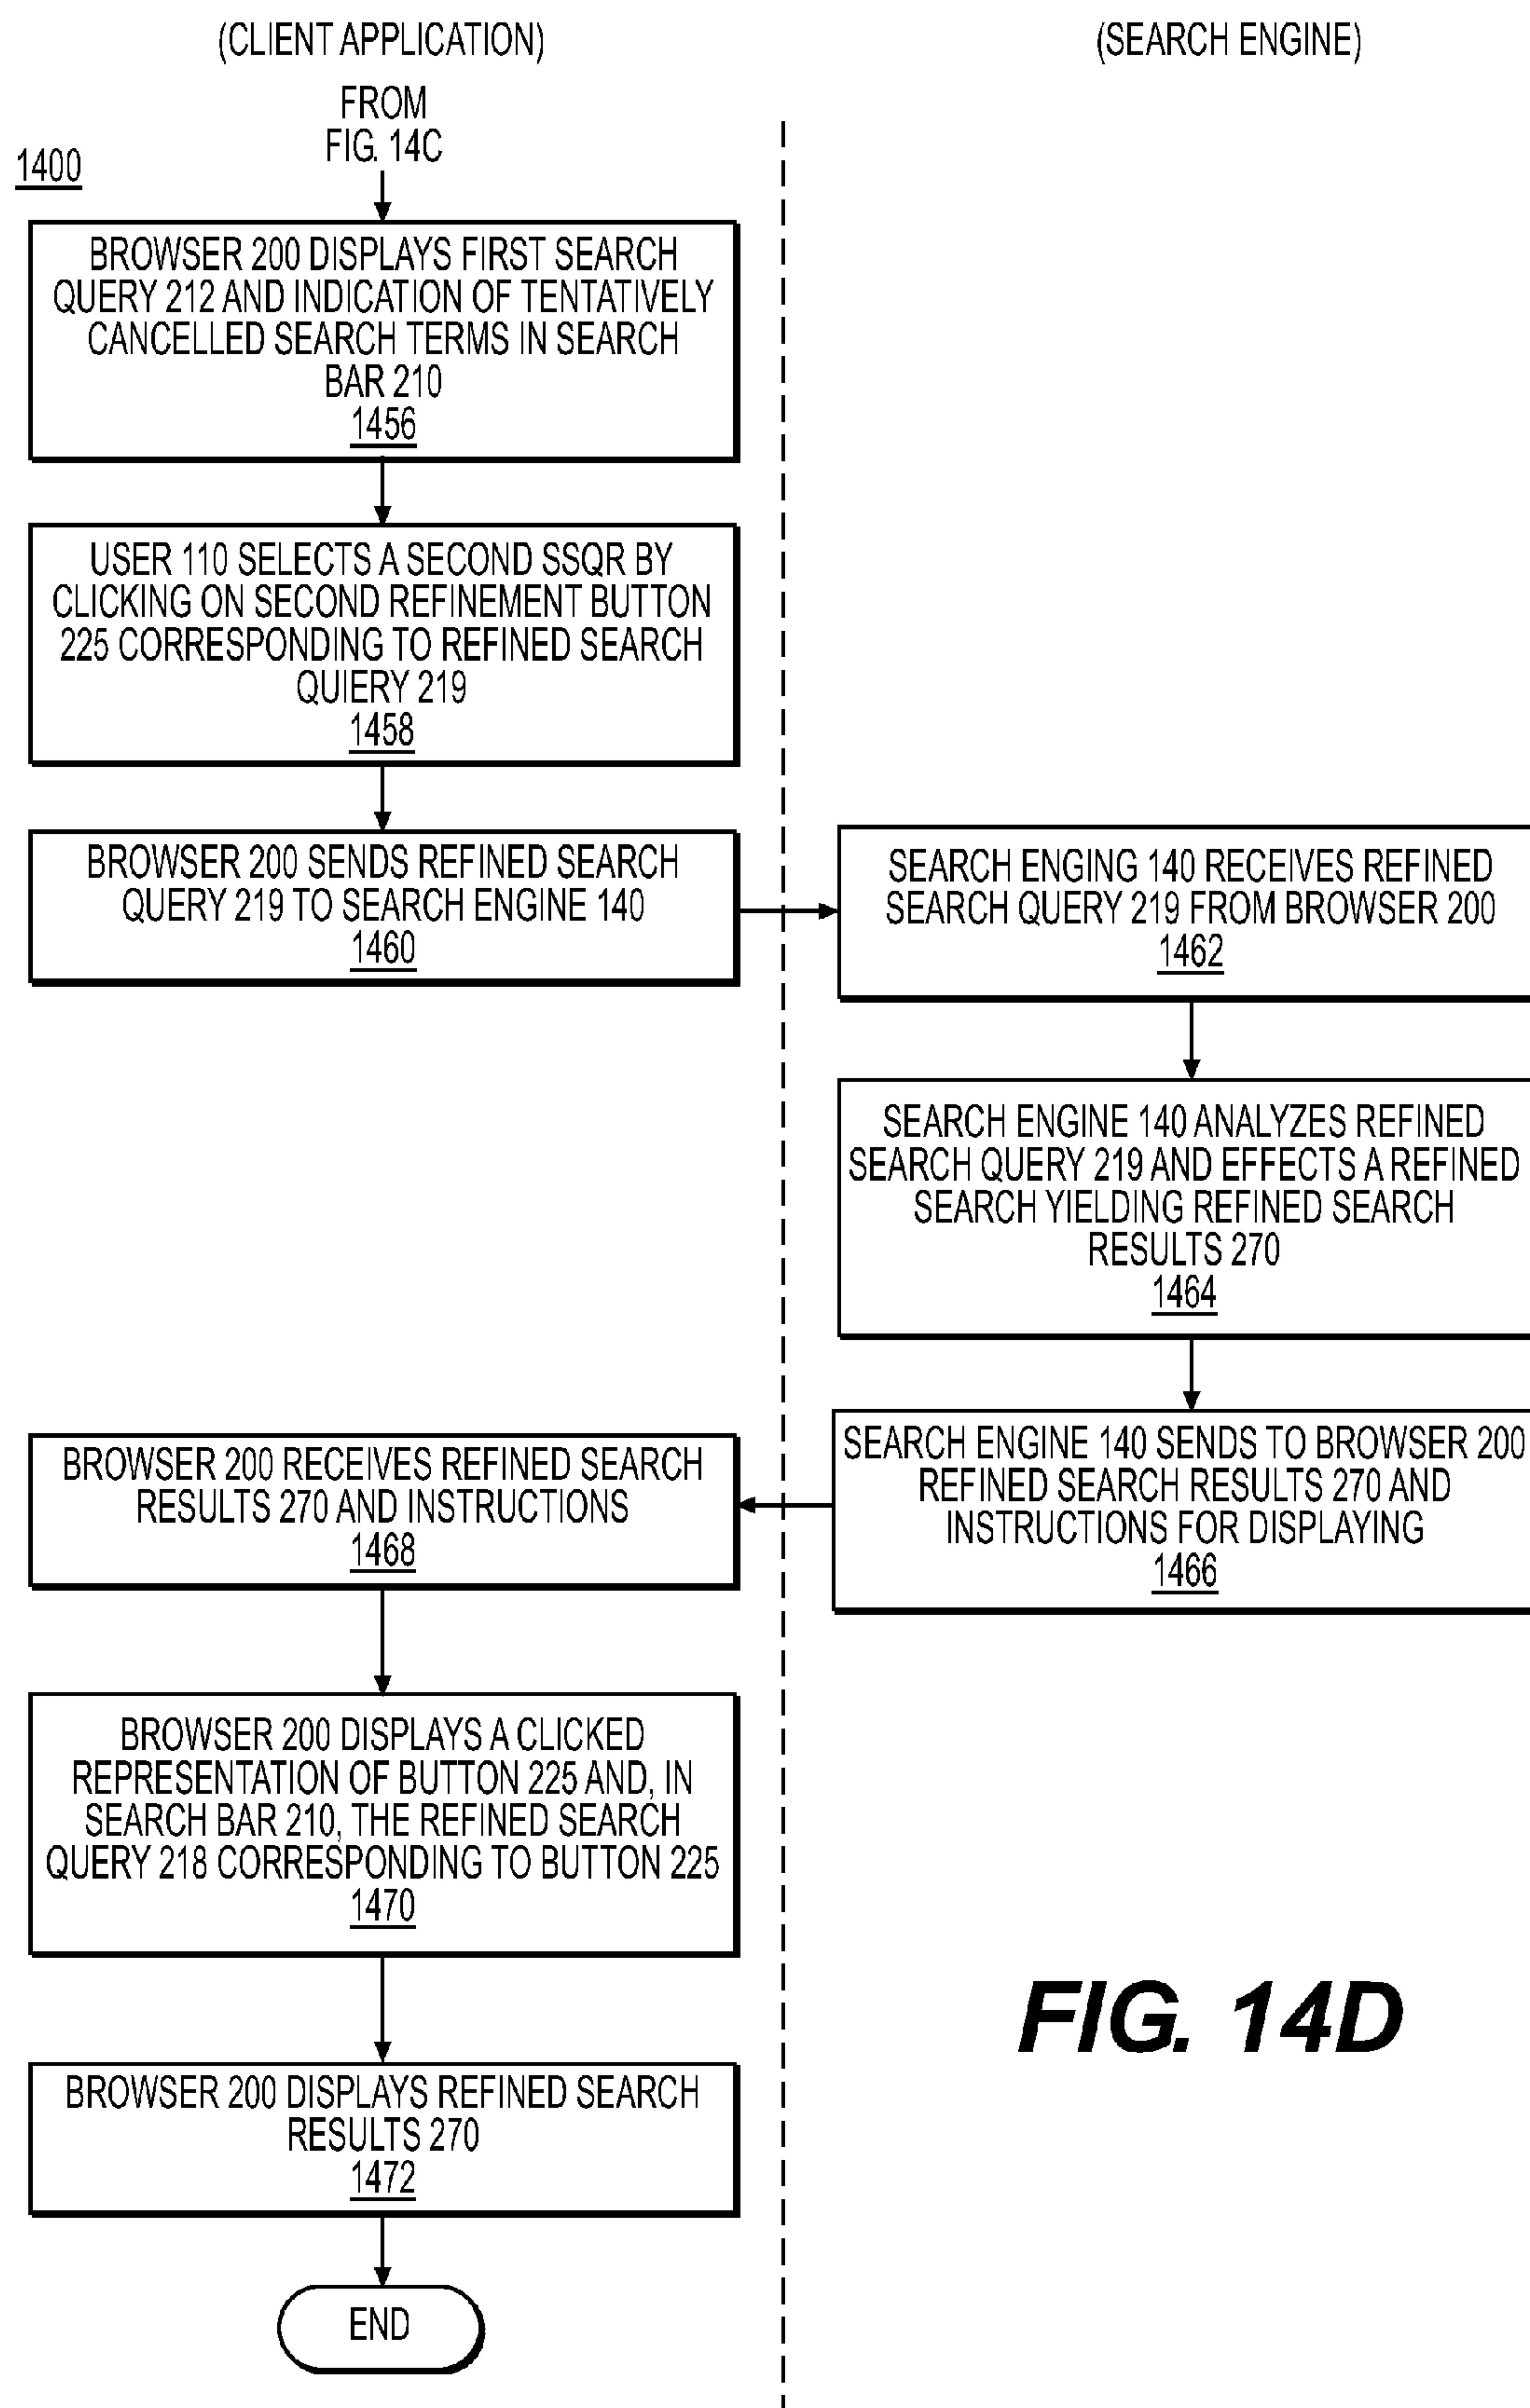 (CLIENT APPLICATION)
(SEARCH ENGINE)
FROM
FIG. 14C
1400
BROWSER 200 DISPLAYS FIRST SEARCH
QUERY 212 AND INDICATION OF TENTATIVELY
CANCELLED SEARCH TERMS IN SEARCH
BAR 210
1456
USER 110 SELECTS A SECOND SSQR BY
CLICKING ON SECOND REFINEMENT BUTTON
225 CORRESPONDING TO REFINED SEARCH
QUIERY 219
1458
BROWSER 200 SENDS REFINED SEARCH
QUERY 219 TO SEARCH ENGINE 140
1460
SEARCH ENGING 140 RECEIVES REFINED
SEARCH QUERY 219 FROM BROWSER 200
1462
SEARCH ENGINE 140 ANALYZES REFINED
SEARCH QUERY 219 AND EFFECTS A REFINED
SEARCH YIELDING REFINED SEARCH
RESULTS 270
1464
SEARCH ENGINE 140 SENDS TO BROWSER 200
REFINED SEARCH RESULTS 270 AND
INSTRUCTIONS FOR DISPLAYING
1466
BROWSER 200 RECEIVES REFINED SEARCH
RESULTS 270 AND INSTRUCTIONS
1468
BROWSER 200 DISPLAYS A CLICKED
REPRESENTATION OF BUTTON 225 AND, IN
SEARCH BAR 210, THE REFINED SEARCH
QUERY 218 CORRESPONDING TO BUTTON 225
1470
BROWSER 200 DISPLAYS REFINED SEARCH
RESULTS 270
1472
END
FIG. 14D